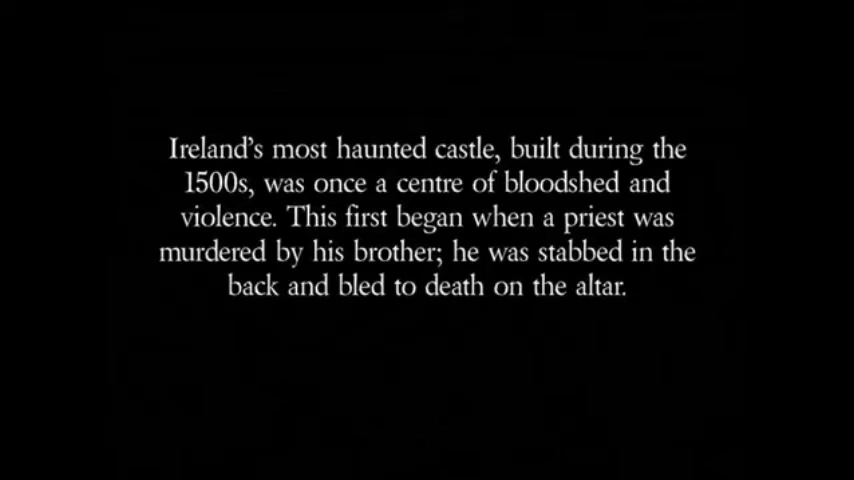 Ireland's most haunted castle, built during the
1500s, was once a centre of bloodshed and
violence. This first began when a priest was
murdered by his brother; he was stabbed in the
back and bled to death on the altar.